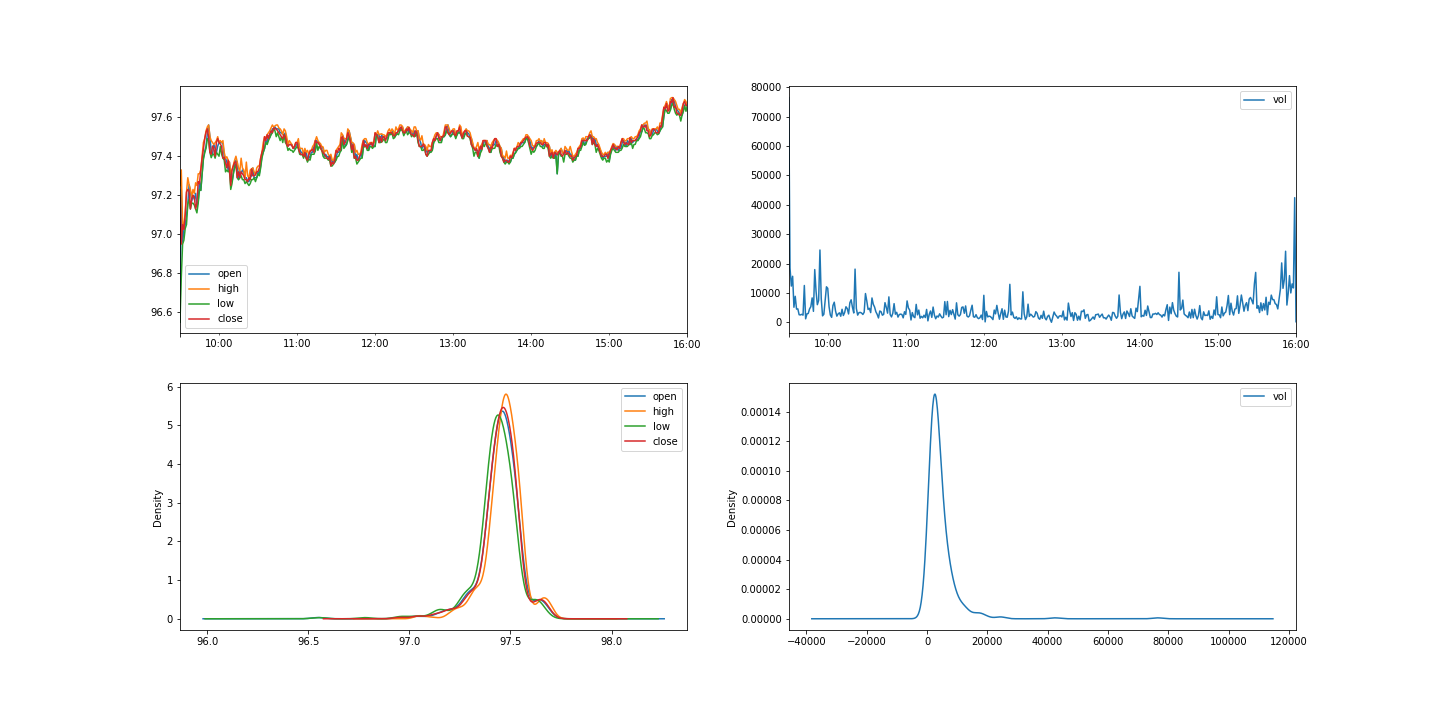 97.6
97.4
97.2
97.0
96.8
96.6
open
high
low
close
10:00 11:00 12:00 13:00 14:00 15:00 16:00
80000
70000
60000
50000
40000
30000
20000
10000
0
vol
10:00 11:00 12:00 13:00 14:00 15:00 16:00
Density
6
5
4
3
2
1
0
open
high
low
close
96.0 96.5 97.0 97.5 98.0
Density
0.00014
0.00012
0.00010
0.00008
0.00006
0.00004
0.00002
0.00000
vol
−40000 −20000 0 20000 40000 60000 80000 100000 120000